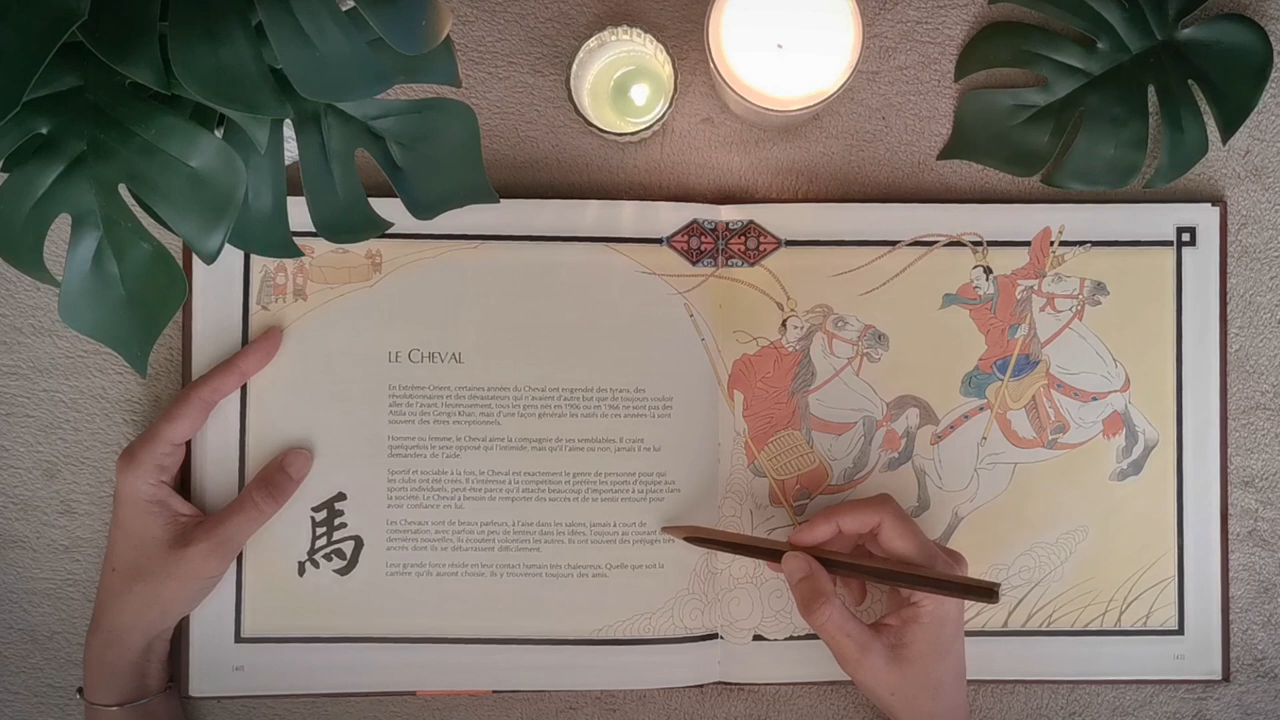 LE CHEVAL
En Extrême-Orient, certaines années du Cheval ont engendré des tyrans, des
révolutionnaires et des dévastateurs qui n'avaient d'autre but que de toujours vouloir
aller de l'avant. Heureusement, tous les gens nés en 1906 ou en 1966 ne sont pas des
Attila ou des Gengis Khan, mais d'une façon générale les natifs de ces années-là sont
souvent des êtres exceptionnels.
Homme ou femme, le Cheval aime la compagnie de ses semblables. Il craint
quelquefois le sexe opposé qui l'intimide, mais qu'il l'aime ou non, jamais il ne lui
demandera de l'aide.
Sportif et sociable à la fois, le Cheval est exactement le genre de personne pour qui
les clubs ont été créés. Il s'intéresse à la compétition et préfère les sports d'équipe aux
sports individuels, peut-être parce qu'il attache beaucoup d'importance à sa place dans
la société. Le Cheval a besoin de remporter des succès et de se sentir entouré pour
avoir confiance en lui.
Les Chevaux sont de beaux parleurs, à l'aise dans les salons, jamais à court de
conversation, avec parfois un peu de lenteur dans les idées. Toujours au courant des
dernières nouvelles, ils écoutent volontiers les autres. Ils ont souvent des préjugés très
ancrés dont ils se débarrassent difficilement.
Leur grande force réside en leur contact humain très chaleureux. Quelle que soit la
carrière qu'ils auront choisie, ils y trouveront toujours des amis.
馬
[40]
[41]